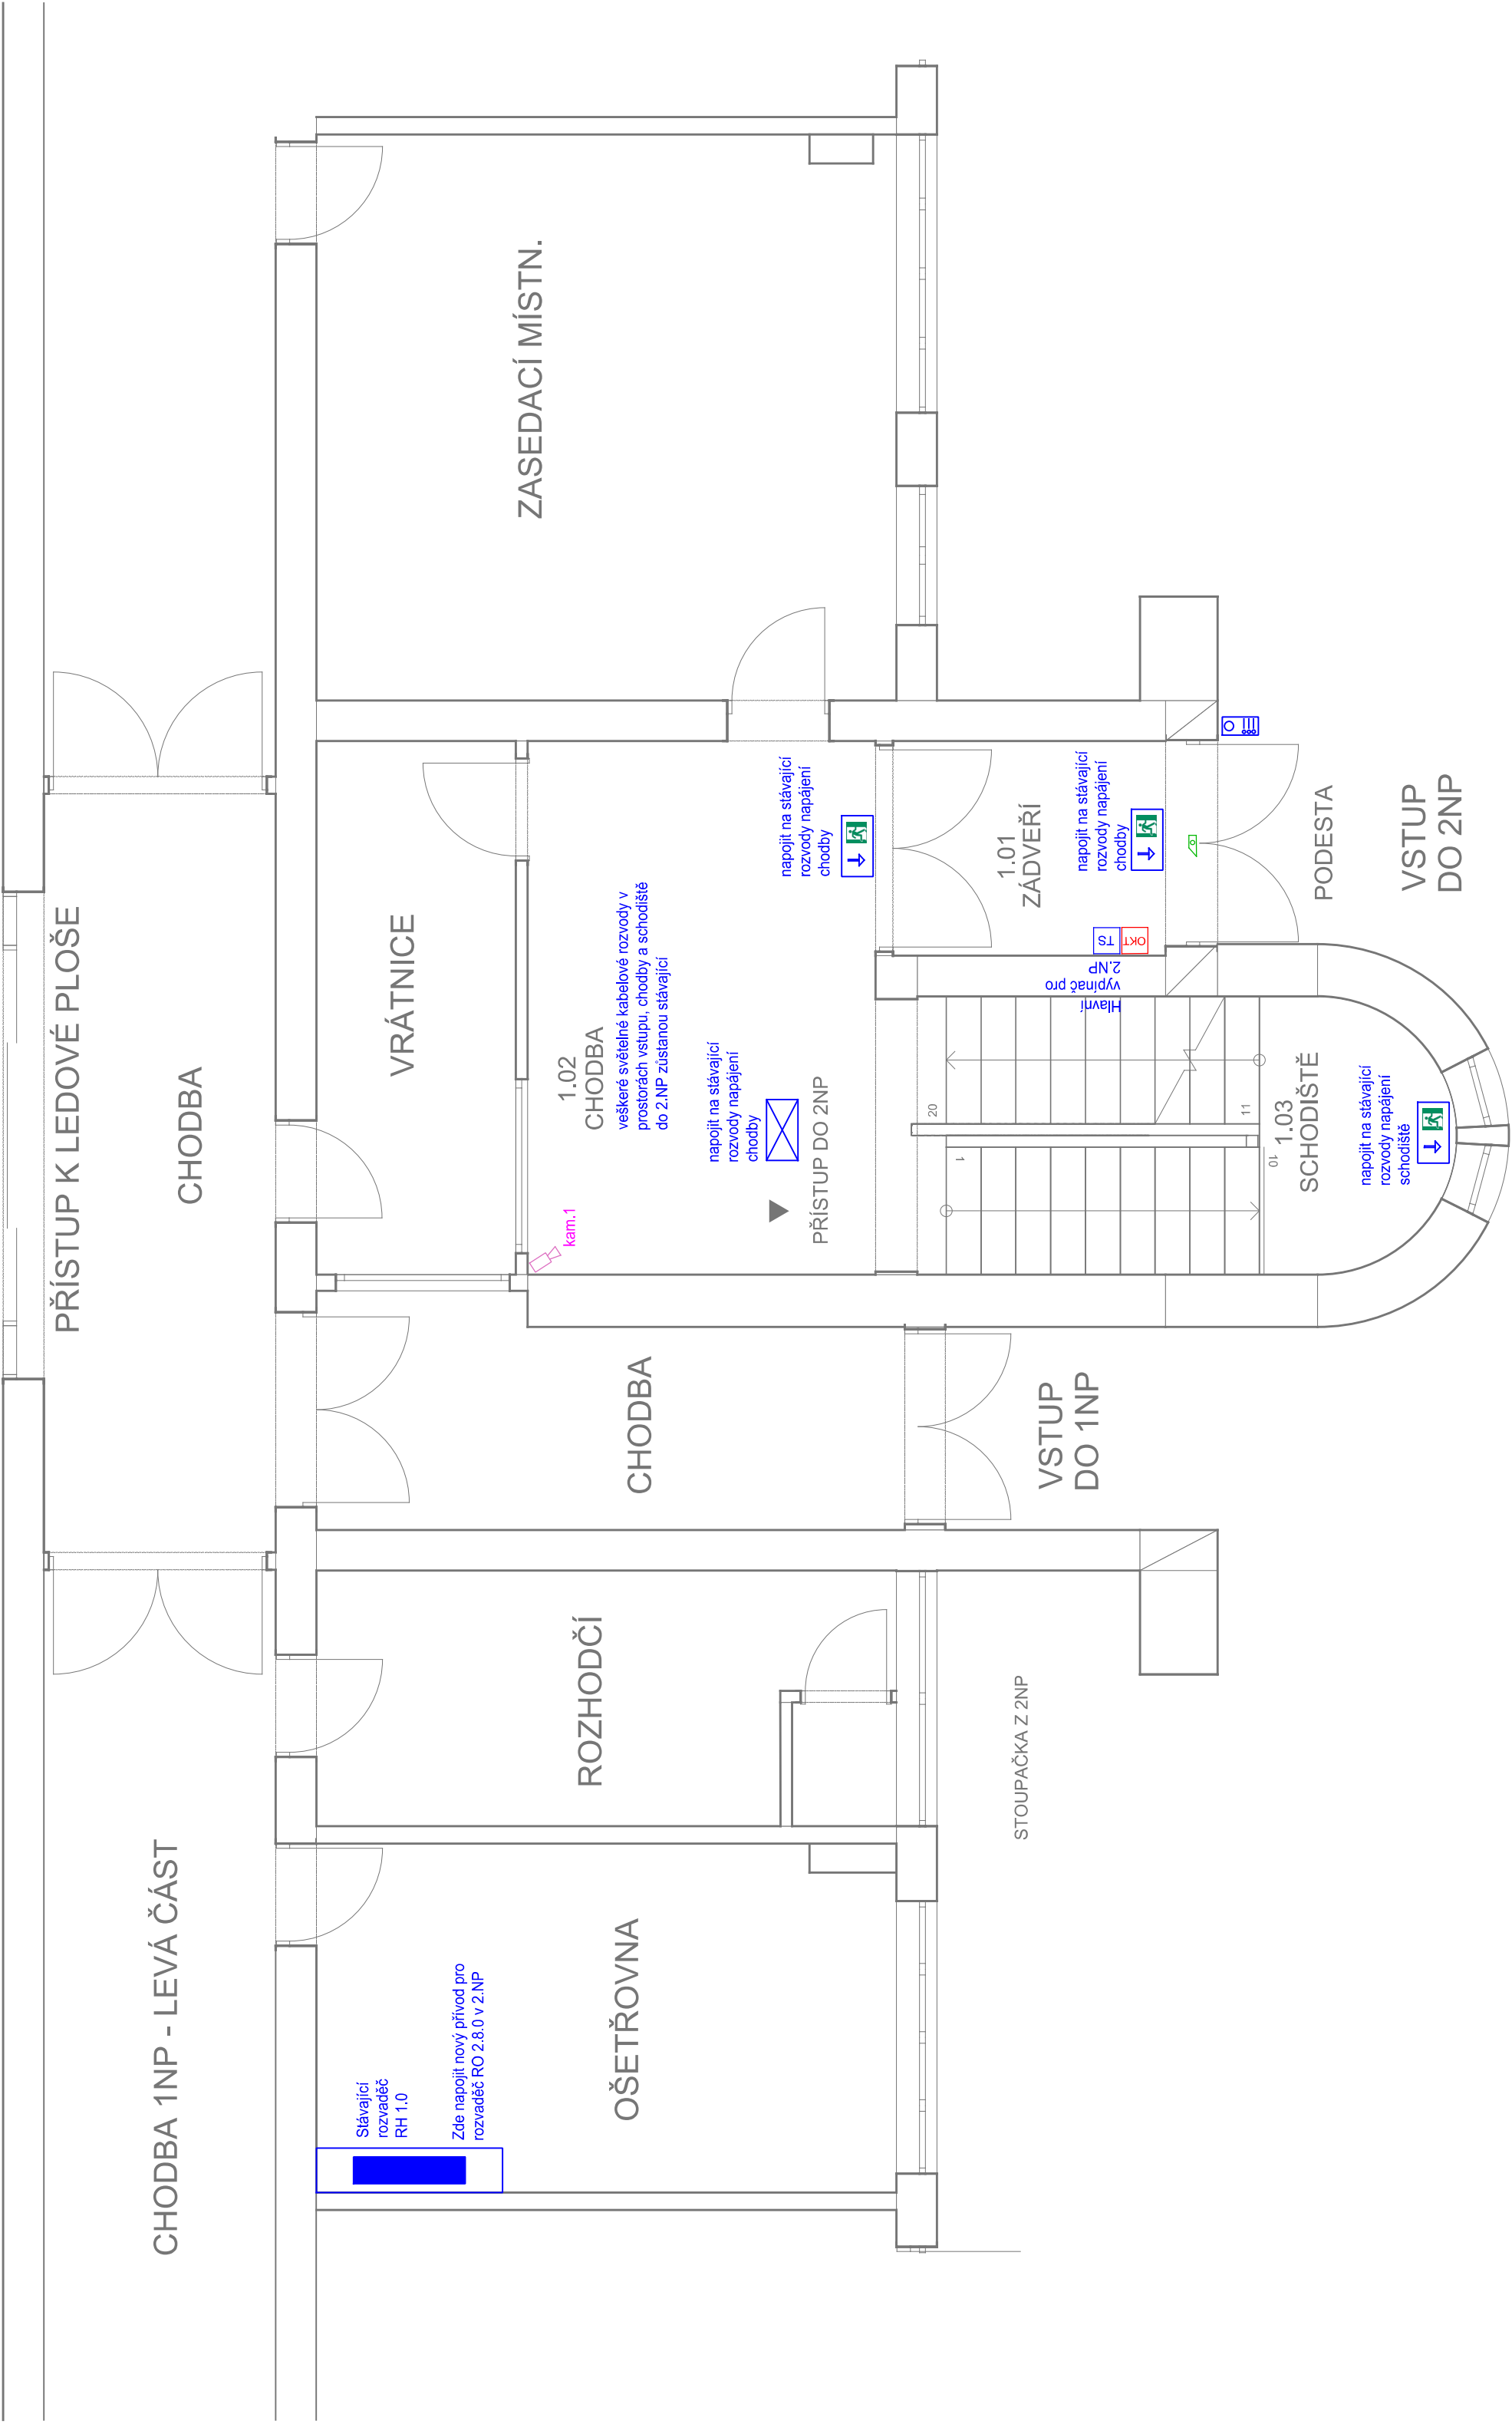 CHODBA 1NP - LEVÁ ČÁST
PŘÍSTUP K LEDOVÉ PLOŠE
CHODBA
Stávající
rozvaděč
RH 1.0
Zde napojit nový přívod pro
rozvaděč RO 2.8.0 v 2.NP
OŠETŘOVNA
ROZHODČÍ
STOUPAČKA Z 2NP
CHODBA
VSTUP
DO 1NP
VRÁTNICE
kam.1
1.02
CHODBA
veškeré světelné kabelové rozvody v
prostorách vstupu, chodby a schodiště
do 2.NP zůstanou stávající
napojit na stávající
rozvody napájení
chodby
PŘÍSTUP DO 2NP
napojit na stávající
rozvody napájení
chodby
ZASEDACÍ MÍSTN.
20
1
11
10
1.03
SCHODIŠTĚ
napojit na stávající
rozvody napájení
schodiště
Hlavní
vypínač pro
2.NP
TS
OKT
1.01
ZÁDVEŘÍ
napojit na stávající
rozvody napájení
chodby
PODESTA
VSTUP
DO 2NP